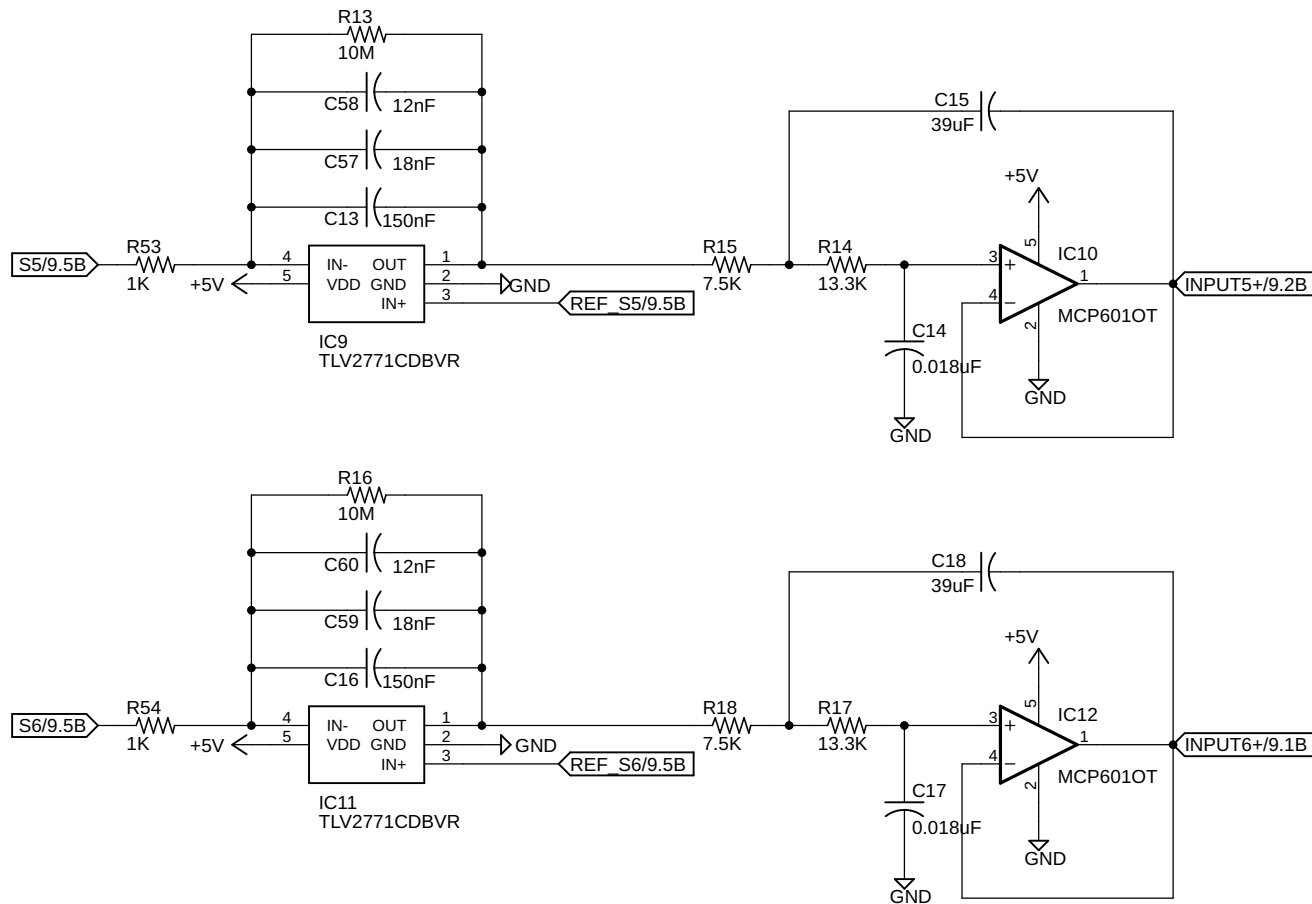 R13
10M
C58
12nF
C57
18nF
C13
150nF
S5/9.5B
R53
1K
+5V
4
5
IN-
VDD
OUT
GND
IN+
1
2
3
GND
REF_S5/9.5B
IC9
TLV2771CDBVR
R15
7.5K
R14
13.3K
C15
39uF
C14
0.018uF
GND
+5V
5
3
4
+
−
1
2
IC10
MCP601OT
GND
INPUT5+/9.2B
R16
10M
C60
12nF
C59
18nF
C16
150nF
S6/9.5B
R54
1K
+5V
4
5
IN-
VDD
OUT
GND
IN+
1
2
3
GND
REF_S6/9.5B
IC11
TLV2771CDBVR
R18
7.5K
R17
13.3K
C18
39uF
C17
0.018uF
GND
+5V
5
3
4
+
−
1
2
IC12
MCP601OT
GND
INPUT6+/9.1B